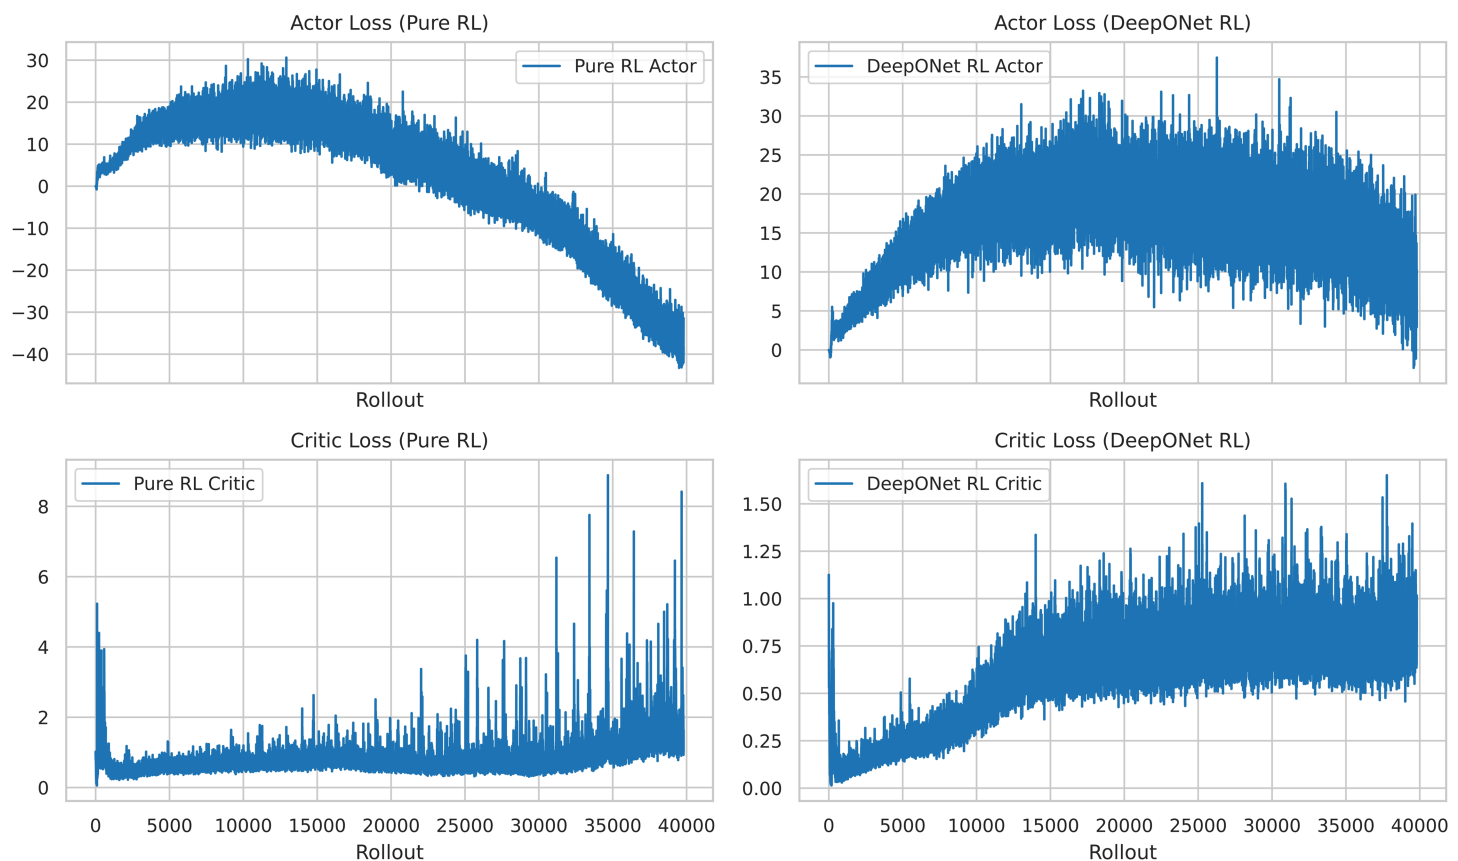 Actor Loss (Pure RL)
Pure RL Actor
30
20
10
0
−10
−20
−30
−40
Rollout
Actor Loss (DeepONet RL)
DeepONet RL Actor
35
30
25
20
15
10
5
0
Rollout
Critic Loss (Pure RL)
Pure RL Critic
8
6
4
2
0
0 5000 10000 15000 20000 25000 30000 35000 40000
Rollout
Critic Loss (DeepONet RL)
DeepONet RL Critic
1.50
1.25
1.00
0.75
0.50
0.25
0.00
0 5000 10000 15000 20000 25000 30000 35000 40000
Rollout